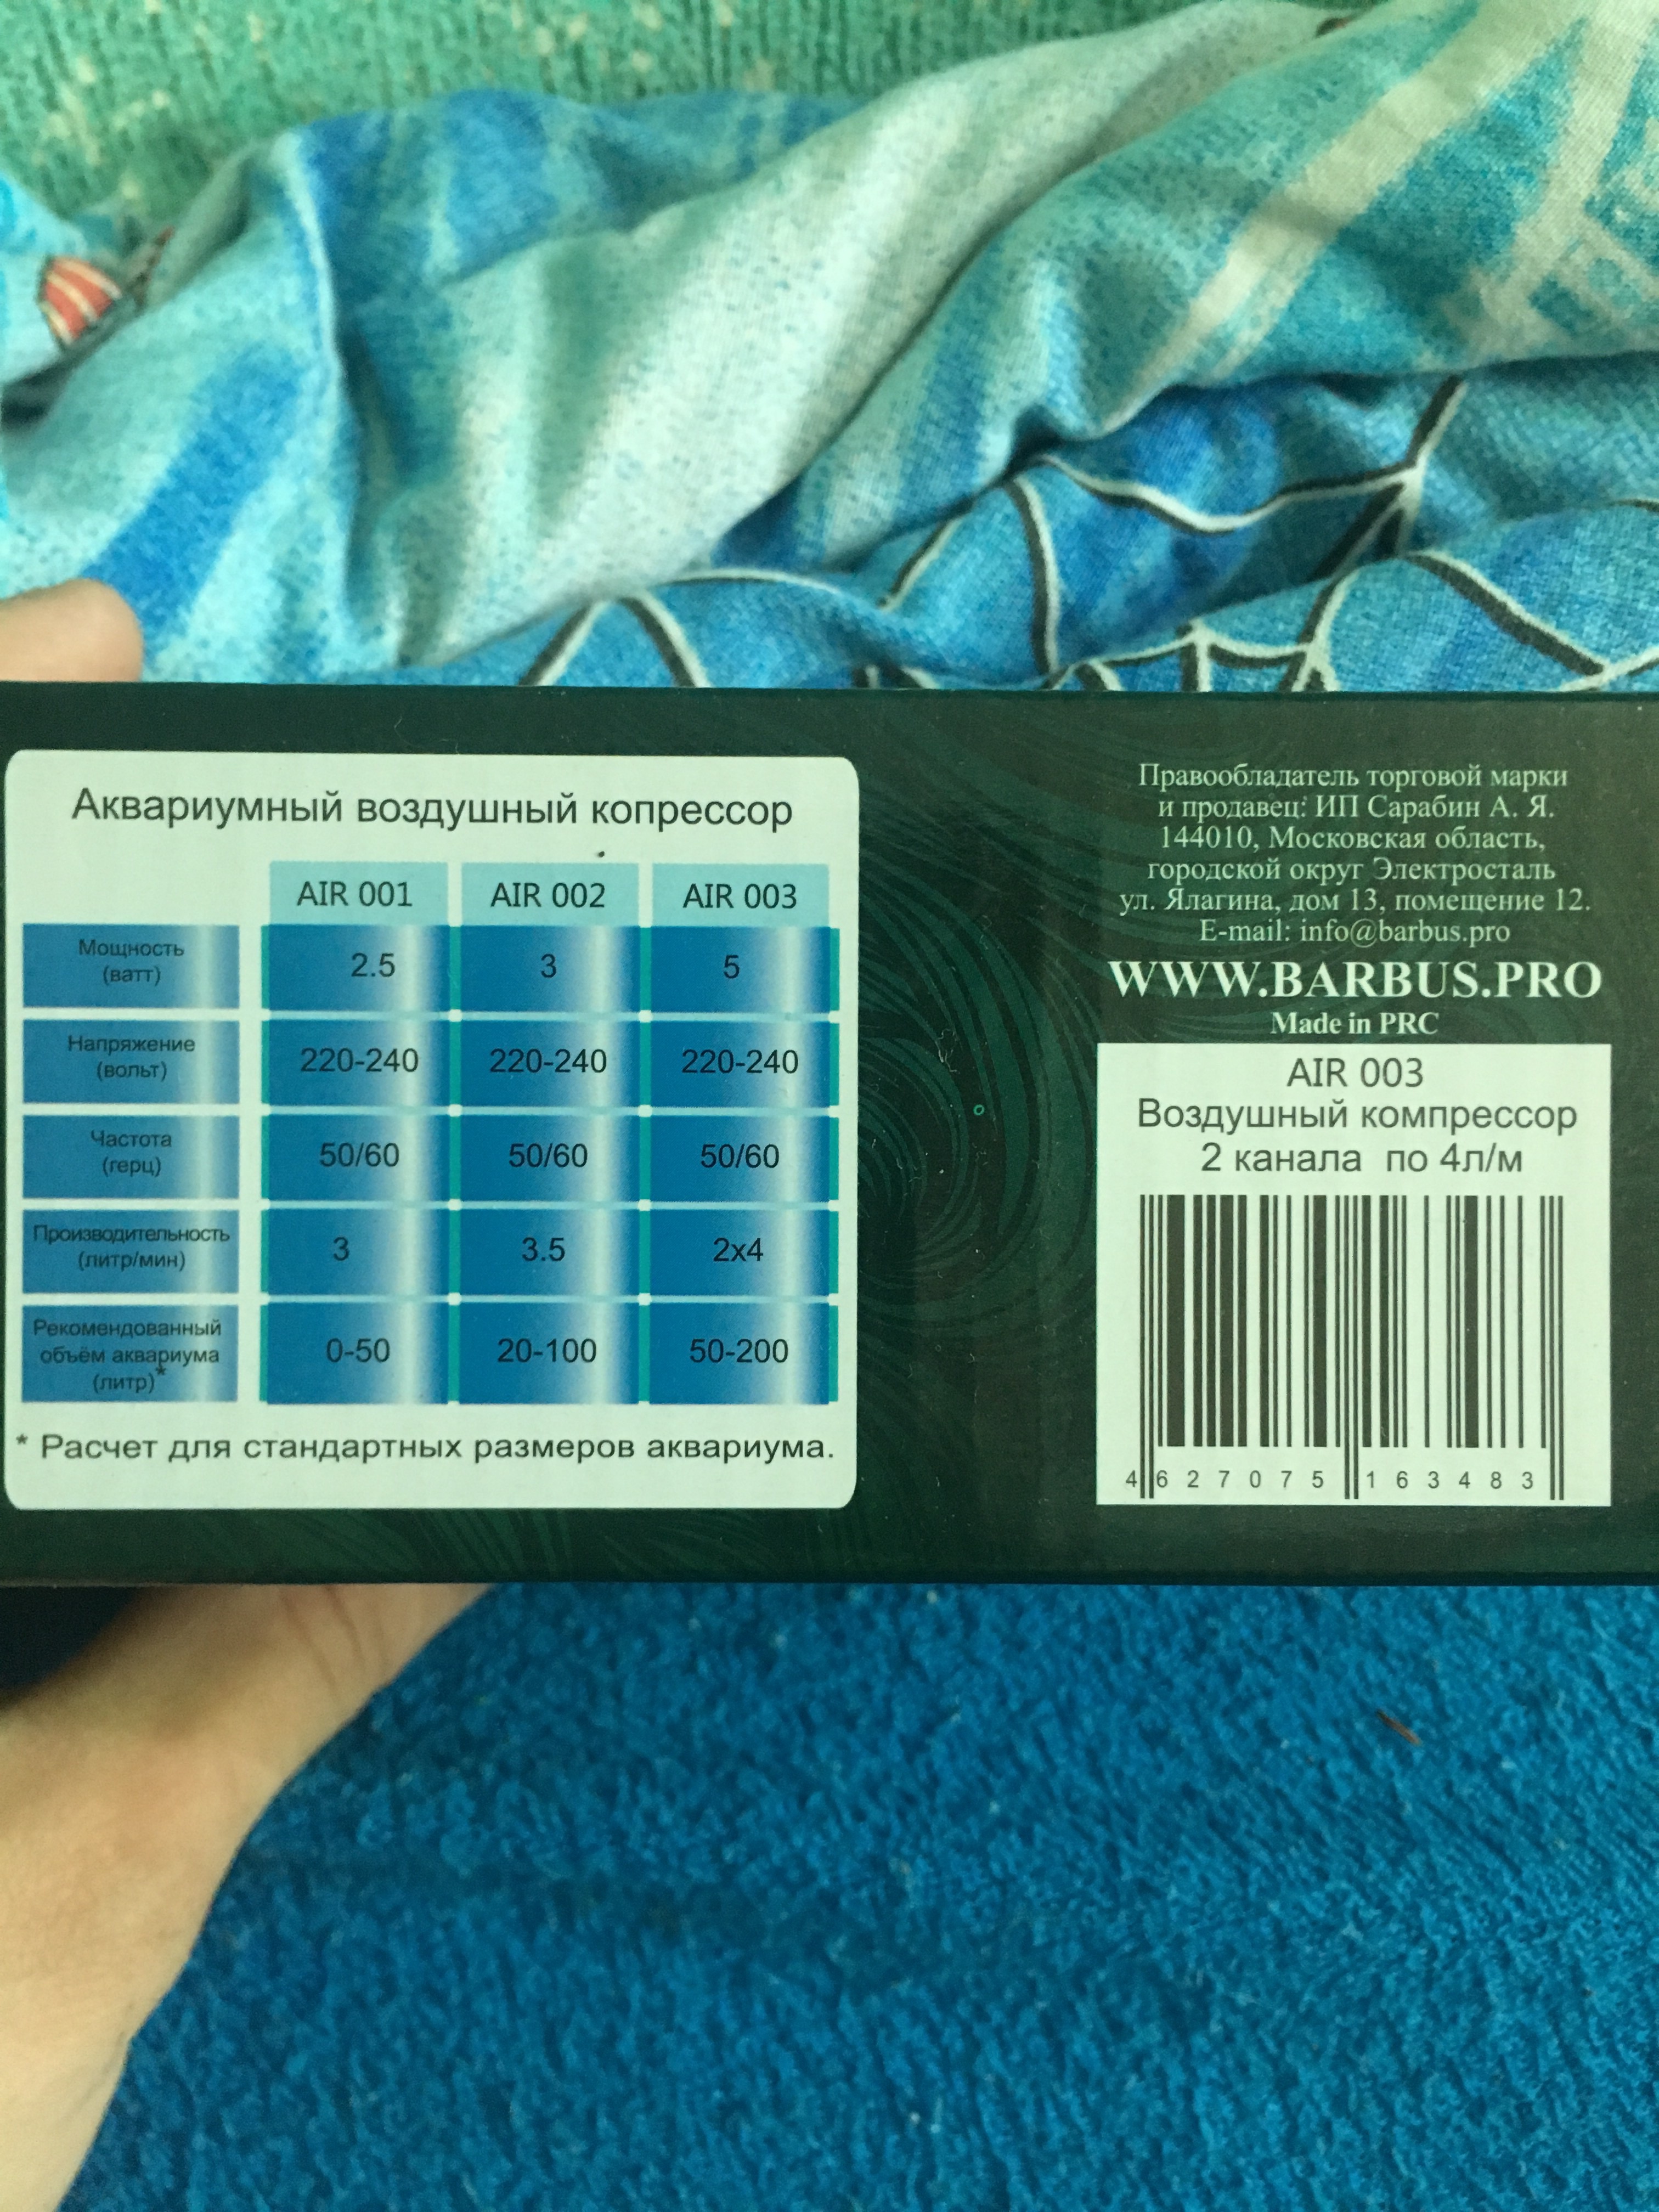 Аквариумный воздушный копрессор
AIR 001 AIR 002 AIR 003
Мощность
(ватт)
2.5 3 5
Напряжение
(вольт)
220-240 220-240 220-240
Частота
(герц)
50/60 50/60 50/60
Производительность
(литр/мин)
3 3.5 2x4
Рекомендованный
объём аквариума
(литр)*
0-50 20-100 50-200
* Расчет для стандартных размеров аквариума.
Правообладатель торговой марки
и продавец: ИП Сарабин А. Я.
144010, Московская область,
городской округ Электросталь
ул. Ялагина, дом 13, помещение 12.
E-mail: info@barbus.pro
WWW.BARBUS.PRO
Made in PRC
AIR 003
Воздушный компрессор
2 канала по 4л/м
4 627075 163483